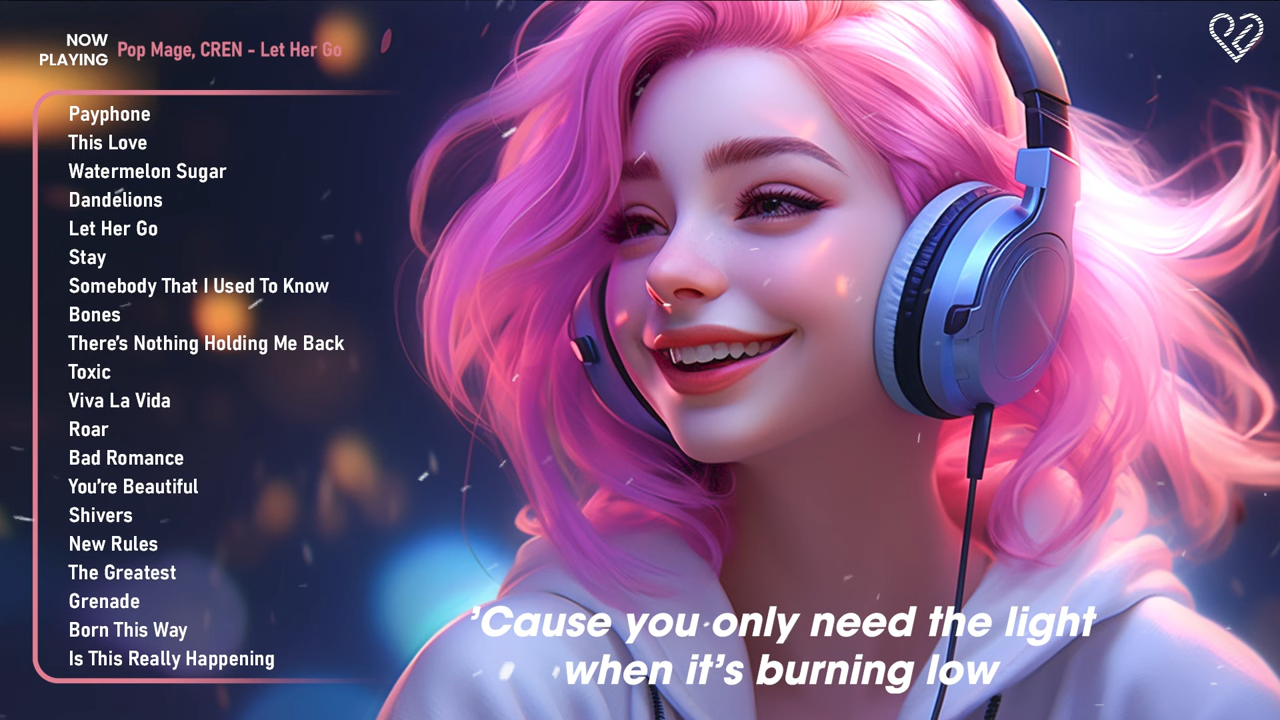 NOW
PLAYING
Pop Mage, CREN - Let Her Go
Payphone
This Love
Watermelon Sugar
Dandelions
Let Her Go
Stay
Somebody That I Used To Know
Bones
There's Nothing Holding Me Back
Toxic
Viva La Vida
Roar
Bad Romance
You're Beautiful
Shivers
New Rules
The Greatest
Grenade
Born This Way
Is This Really Happening
'Cause you only need the light
when it's burning low